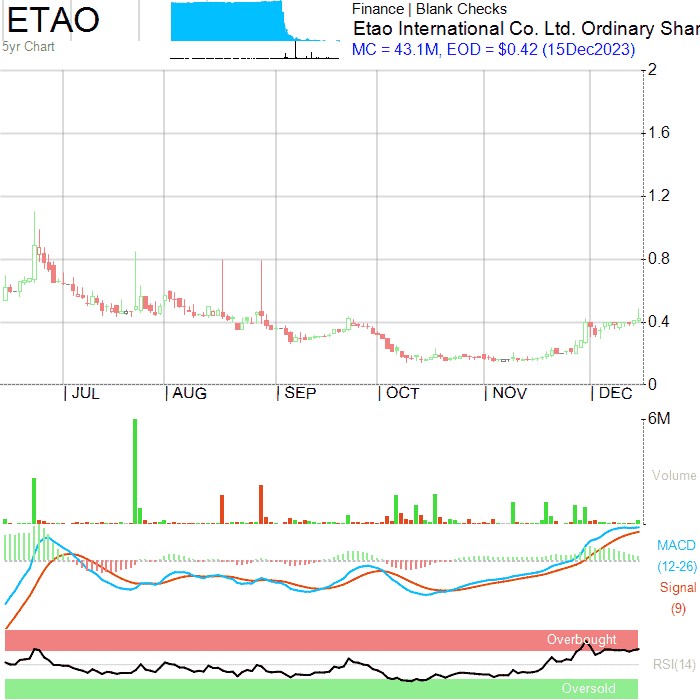 ETAO
5yr Chart
Finance | Blank Checks
Etao International Co. Ltd. Ordinary Shar
MC = 43.1M, EOD = $0.42 (15Dec2023)
2
1.6
1.2
0.8
0.4
0
| JUL | AUG | SEP | OCT | NOV | DEC
6M
Volume
MACD
(12-26)
Signal
(9)
Overbought
RSI(14)
Oversold